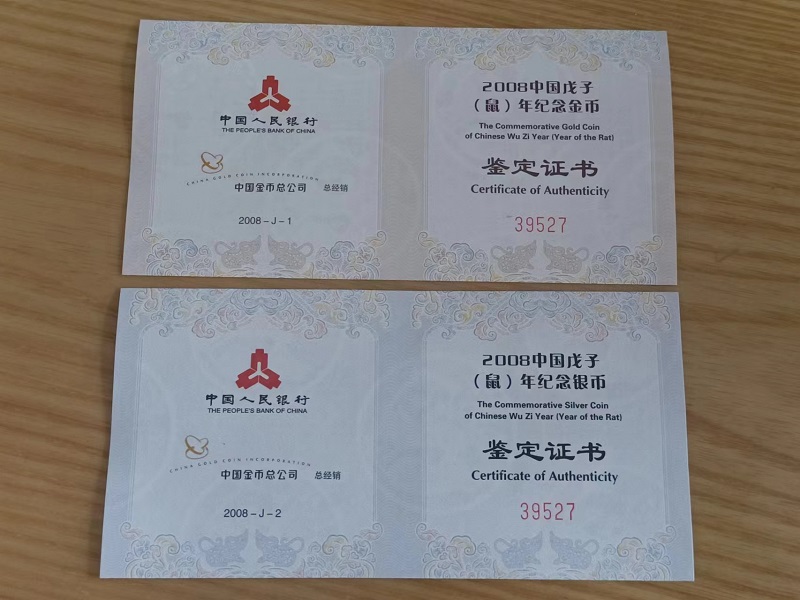 中国人民银行
THE PEOPLE'S BANK OF CHINA
CHINA GOLD COIN INCORPORATION
中国金币总公司 总经销
2008-J-1
2008中国戊子
（鼠）年纪念金币
The Commemorative Gold Coin
of Chinese Wu Zi Year (Year of the Rat)
鉴定证书
Certificate of Authenticity
39527
中国人民银行
THE PEOPLE'S BANK OF CHINA
CHINA GOLD COIN INCORPORATION
中国金币总公司 总经销
2008-J-2
2008中国戊子
（鼠）年纪念银币
The Commemorative Silver Coin
of Chinese Wu Zi Year (Year of the Rat)
鉴定证书
Certificate of Authenticity
39527